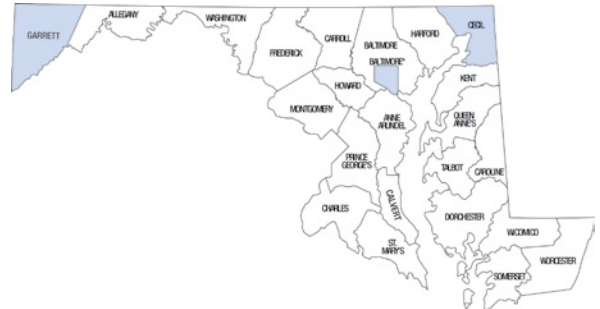 GARRETT
ALLEGANY
WASHINGTON
FREDERICK
CARROLL
BALTIMORE
BALTIMORE*
HARFORD
CECIL
KENT
HOWARD
MONTGOMERY
ANNE
ARUNDEL
QUEEN
ANNE'S
PRINCE
GEORGE'S
TALBOT
CAROLINE
CALVERT
CHARLES
ST.
MARY'S
DORCHESTER
WICOMICO
WORCESTER
SOMERSET